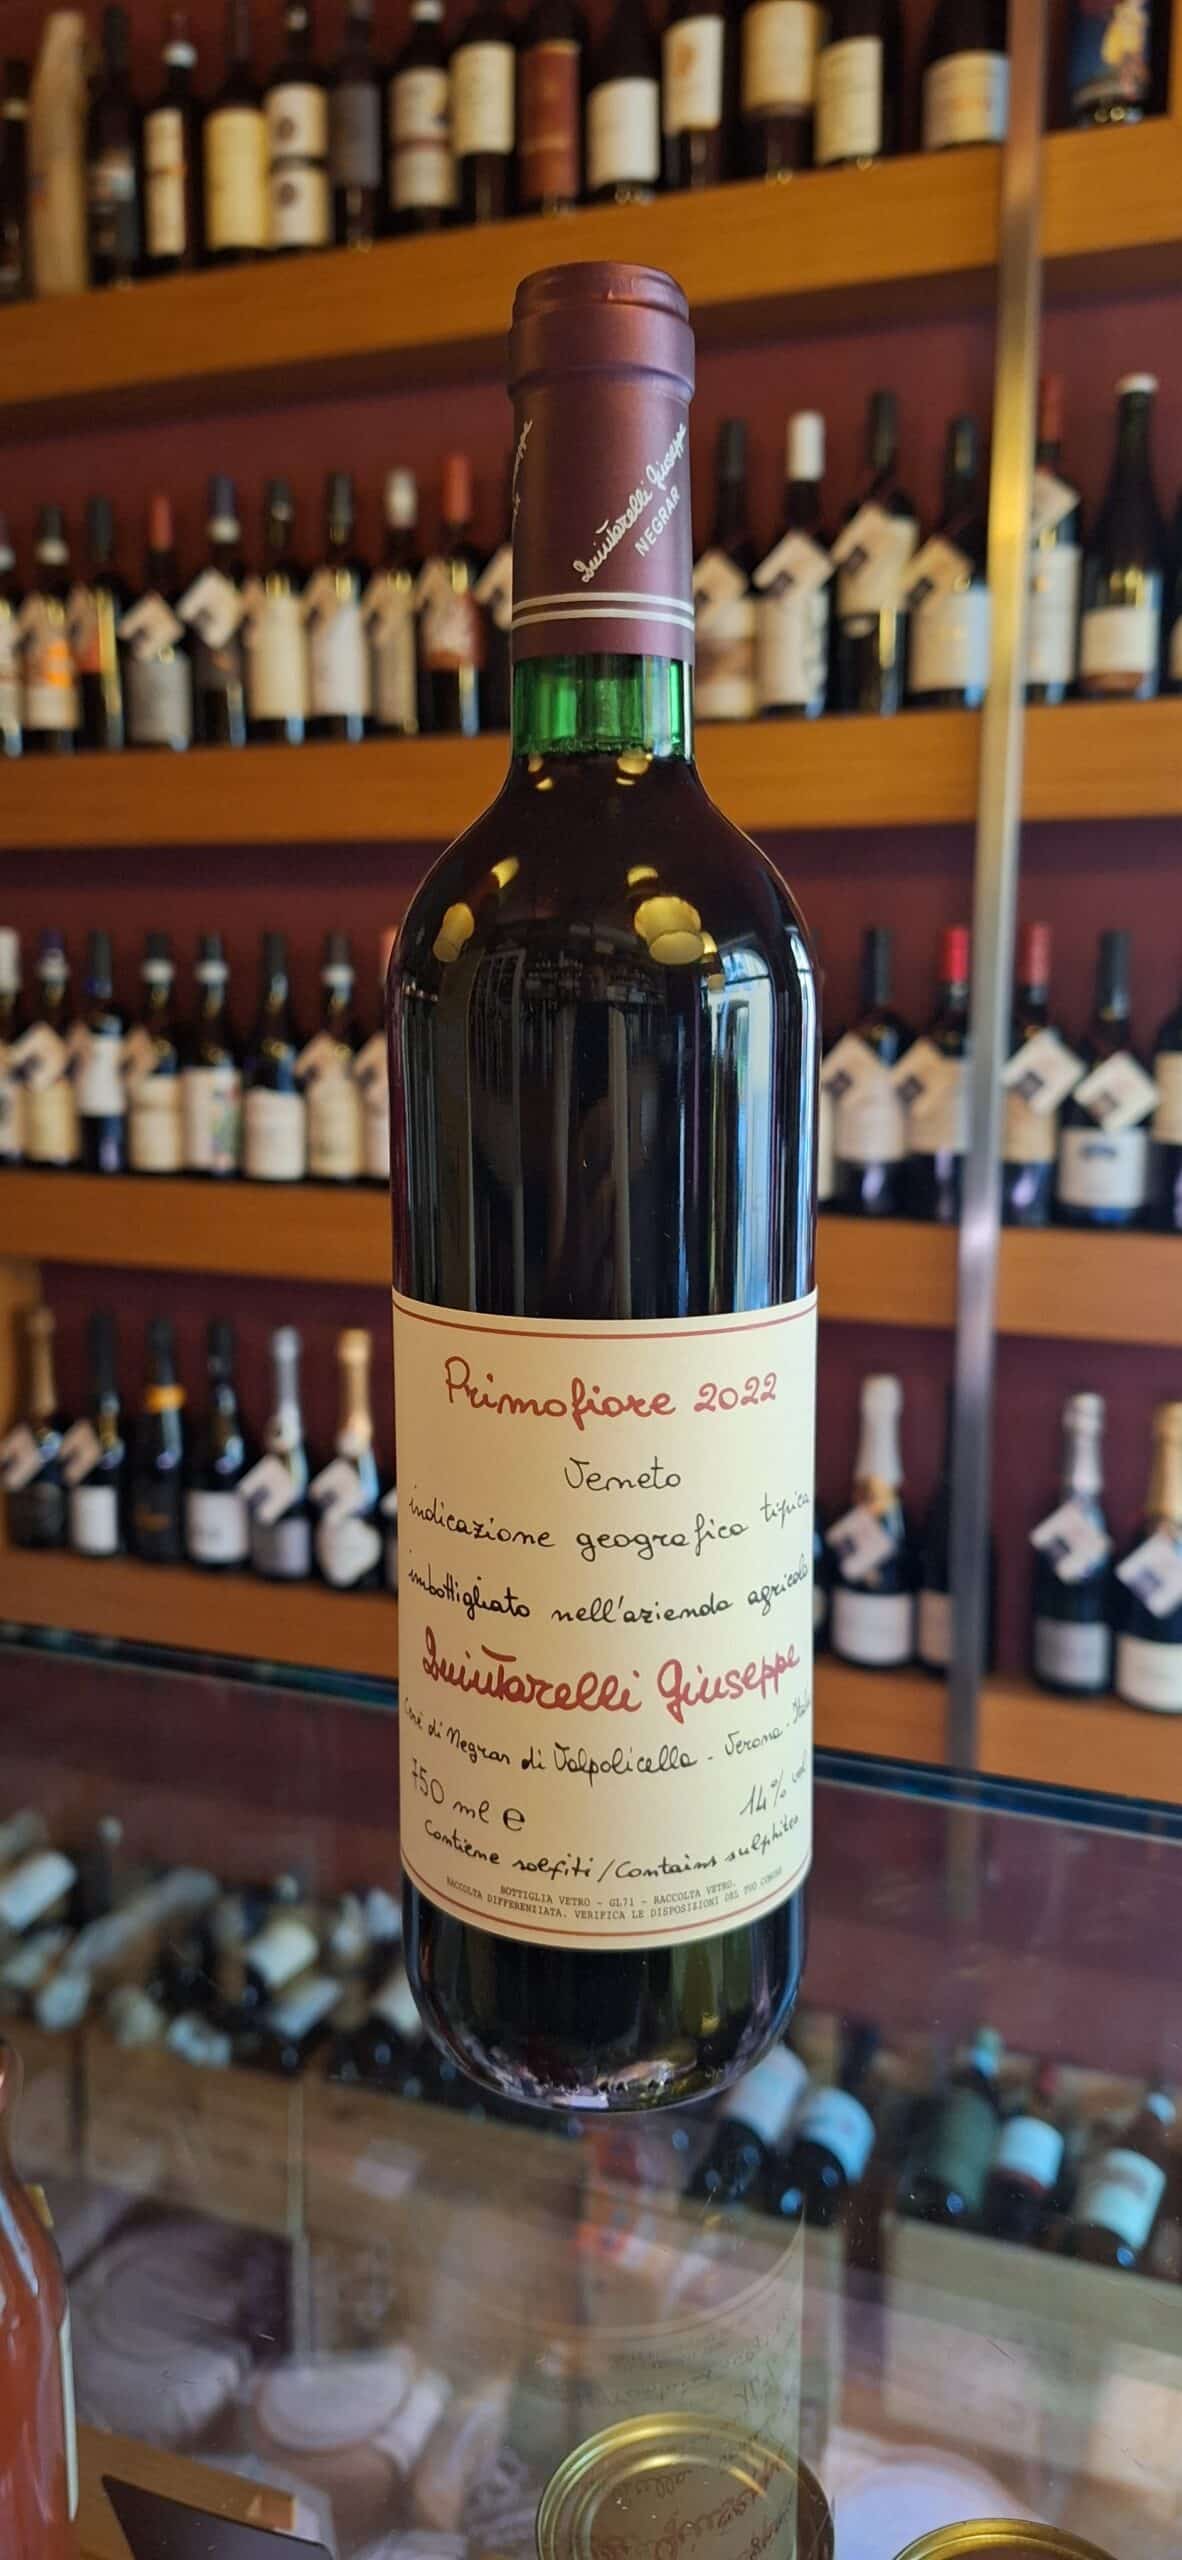 Quintarelli Giuseppe
NEGRAR
Primofiore 2022
Veneto
indicazione geografica tipica
imbottigliato nell'azienda agricola
Quintarelli Giuseppe
Cerè di Negrar di Valpolicella - Verona - Italia
750 ml e 14% vol
Contiene solfiti / Contains sulphites
BOTTIGLIA VETRO - GL71 - RACCOLTA VETRO.
RACCOLTA DIFFERENZIATA. VERIFICA LE DISPOSIZIONI DEL TUO COMUNE